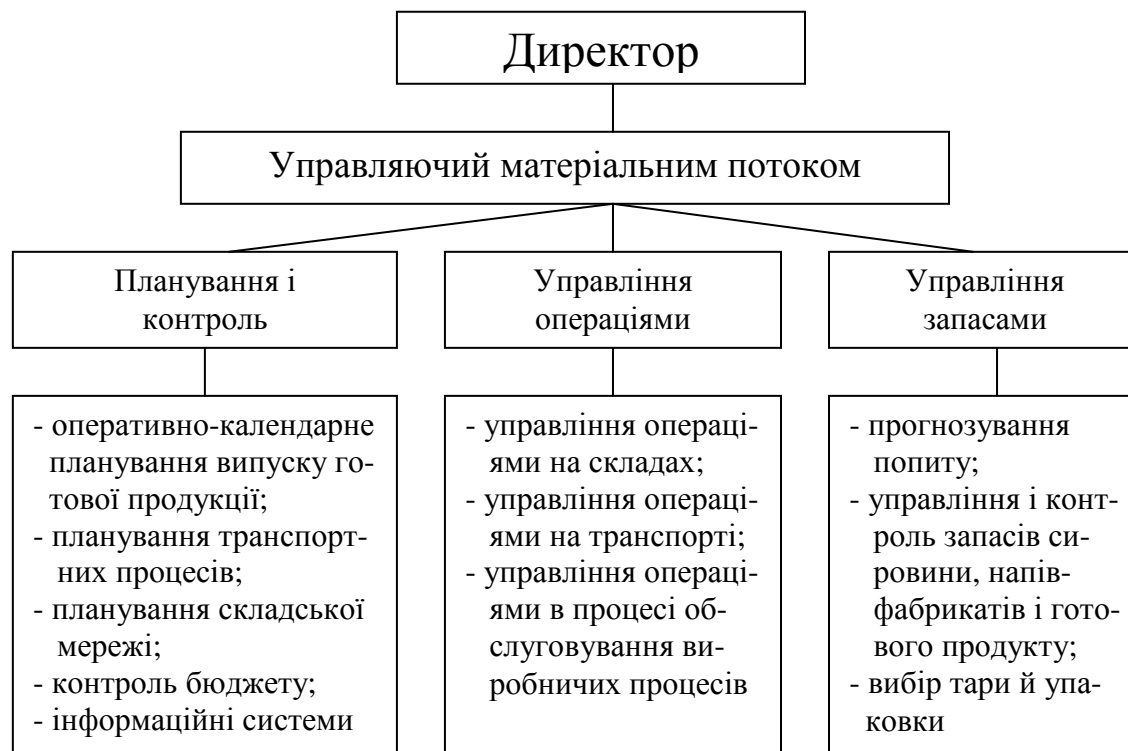 Директор
Управляючий матеріальним потоком
Планування і
контроль
Управління
операціями
Управління
запасами
- оперативно-календарне
планування випуску го-
тової продукції;
- планування транспорт-
них процесів;
- планування складської
мережі;
- контроль бюджету;
- інформаційні системи
- управління операці-
ями на складах;
- управління операці-
ями на транспорті;
- управління операці-
ями в процесі об-
слуговування ви-
робничих процесів
- прогнозування
попиту;
- управління і конт-
роль запасів си-
ровини, напів-
фабрикатів і гото-
вого продукту;
- вибір тари й упа-
ковки